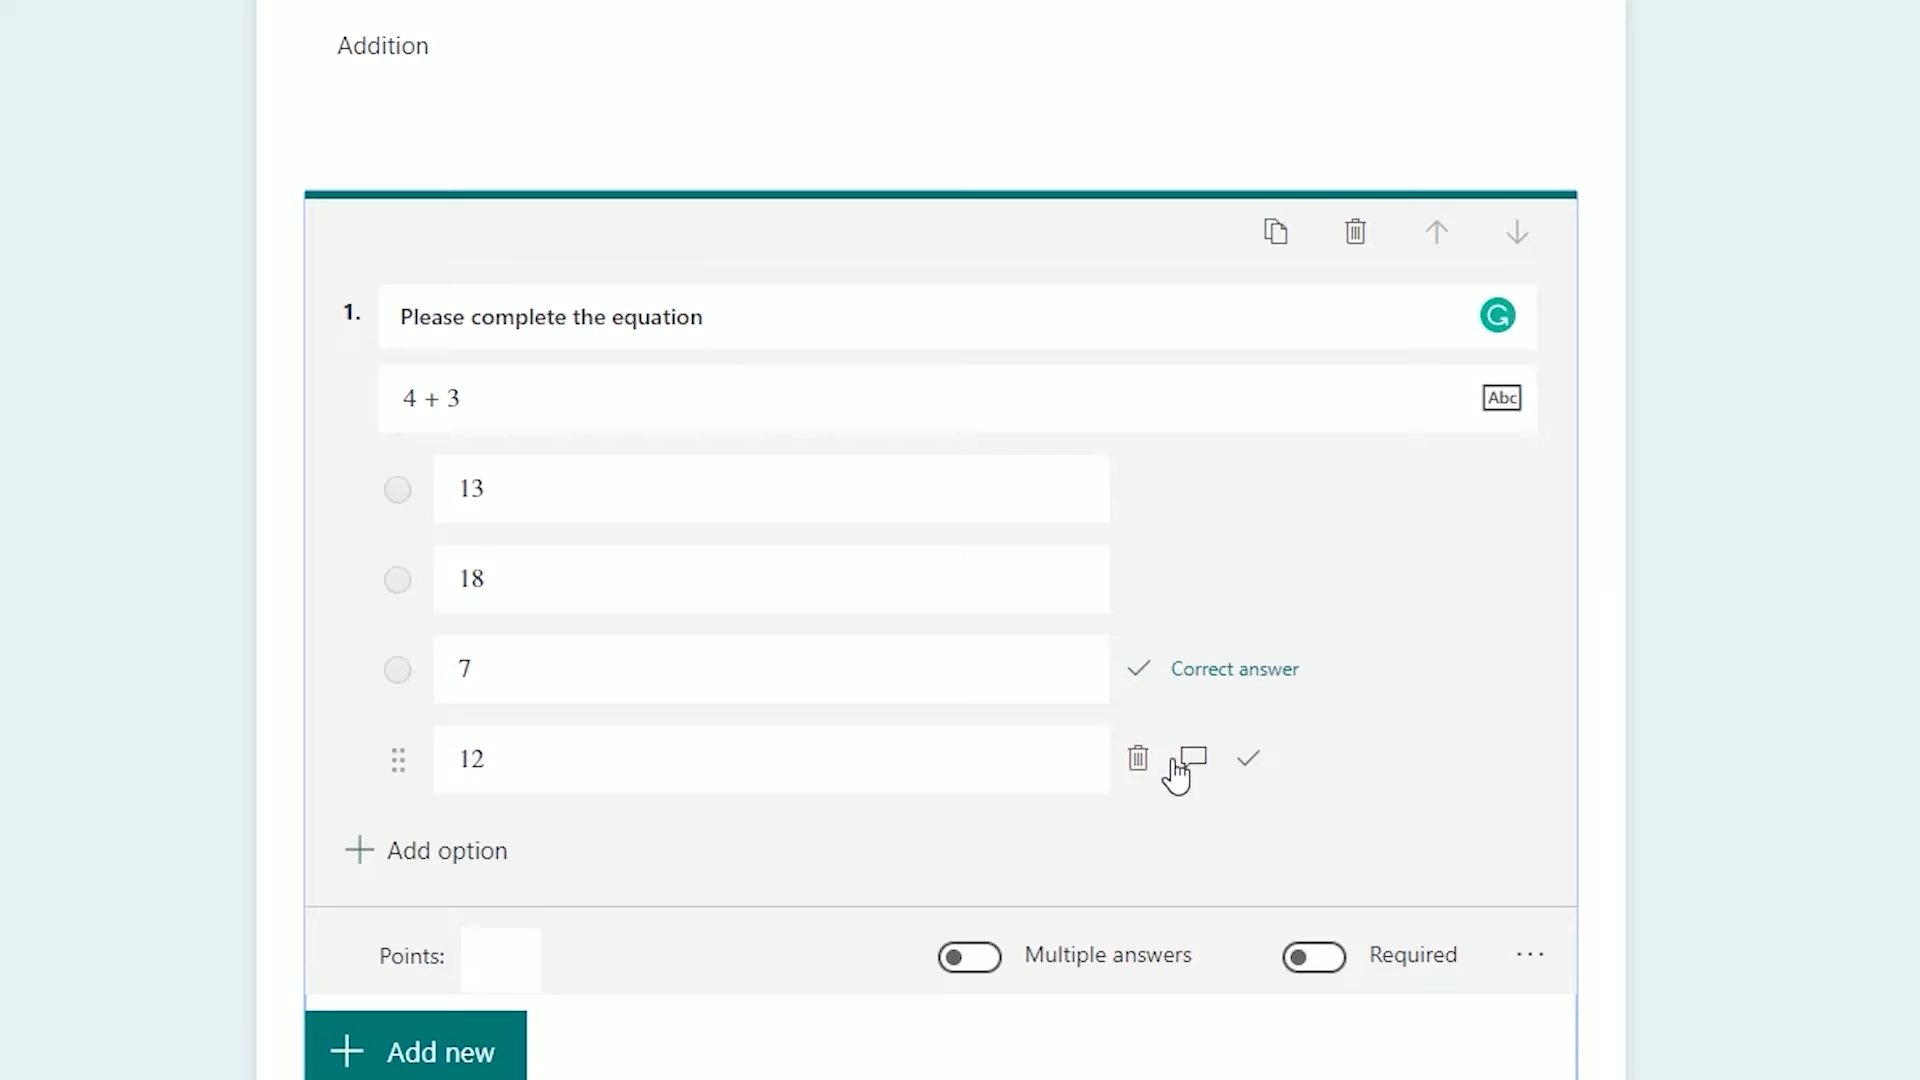 Addition
1. Please complete the equation
4 + 3
Abc
13
18
7
Correct answer
12
Add option
Points:
Multiple answers
Required
Add new